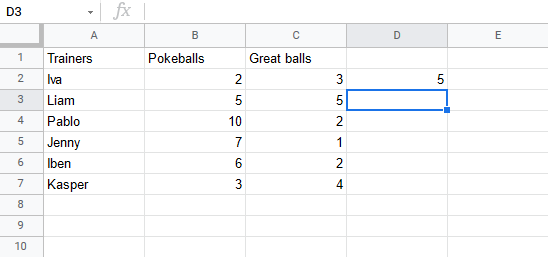 D3 fx
A B C D E
1 Trainers Pokeballs Great balls
2 Iva 2 3 5
3 Liam 5 5
4 Pablo 10 2
5 Jenny 7 1
6 Iben 6 2
7 Kasper 3 4
8
9
10